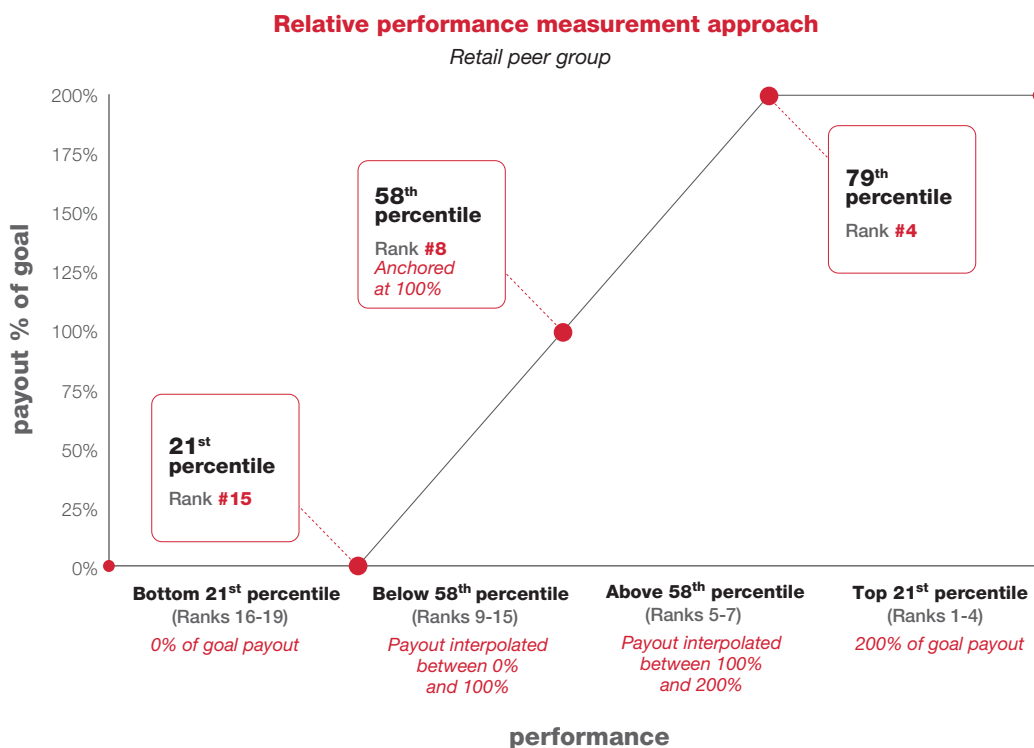 Relative performance measurement approach
Retail peer group
payout % of goal
200%
175%
150%
125%
100%
75%
50%
25%
0%
21st
percentile
Rank #15
58th
percentile
Rank #8
Anchored
at 100%
79th
percentile
Rank #4
Bottom 21st percentile
(Ranks 16-19)
0% of goal payout
Below 58th percentile
(Ranks 9-15)
Payout interpolated
between 0%
and 100%
Above 58th percentile
(Ranks 5-7)
Payout interpolated
between 100%
and 200%
Top 21st percentile
(Ranks 1-4)
200% of goal payout
performance